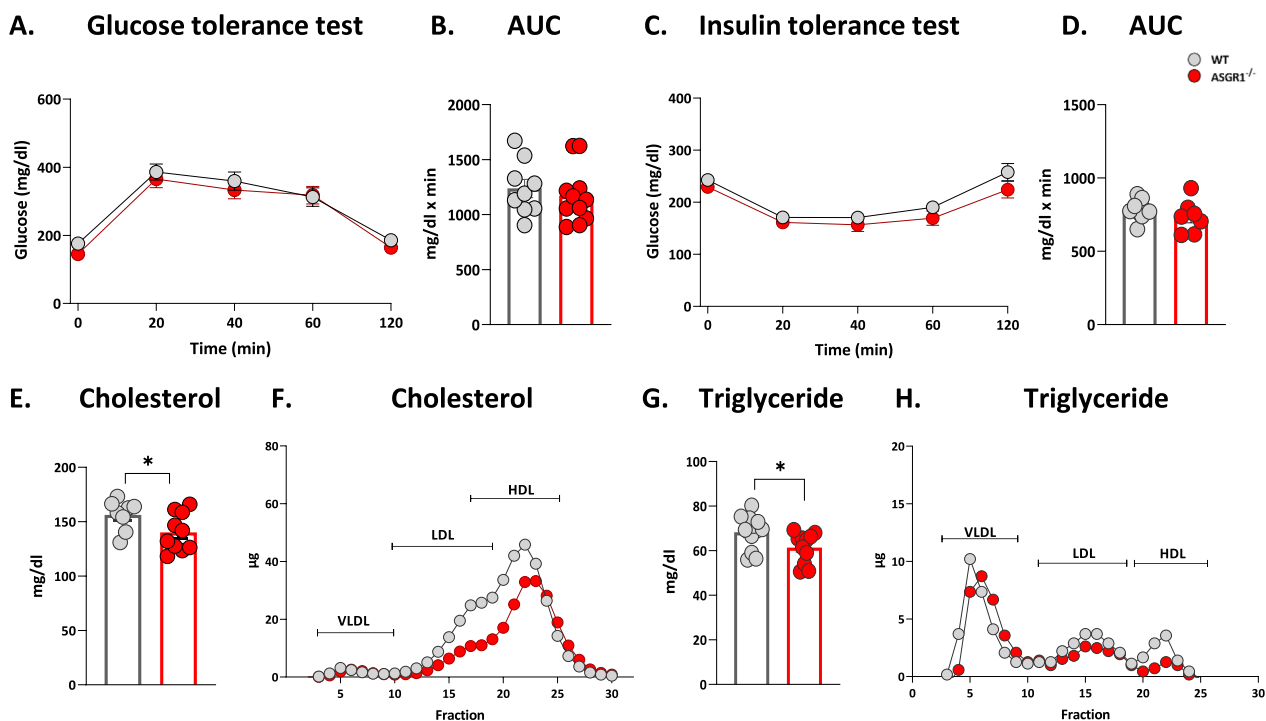 A. Glucose tolerance test
B. AUC
C. Insulin tolerance test
D. AUC
WT
ASGR1-/-
600
400
200
0
Glucose (mg/dl)
0 20 40 60 120
Time (min)
2000
1500
1000
500
0
mg/dl x min
400
300
200
100
0
Glucose (mg/dl)
0 20 40 60 120
Time (min)
1500
1000
500
0
mg/dl x min
E. Cholesterol
F. Cholesterol
G. Triglyceride
H. Triglyceride
200
150
100
50
0
mg/dl
*
80
60
40
20
0
µg
HDL
LDL
VLDL
5 10 15 20 25 30
Fraction
100
80
60
40
20
0
mg/dl
*
20
15
10
5
0
µg
VLDL
LDL
HDL
0 5 10 15 20 25 30
Fraction